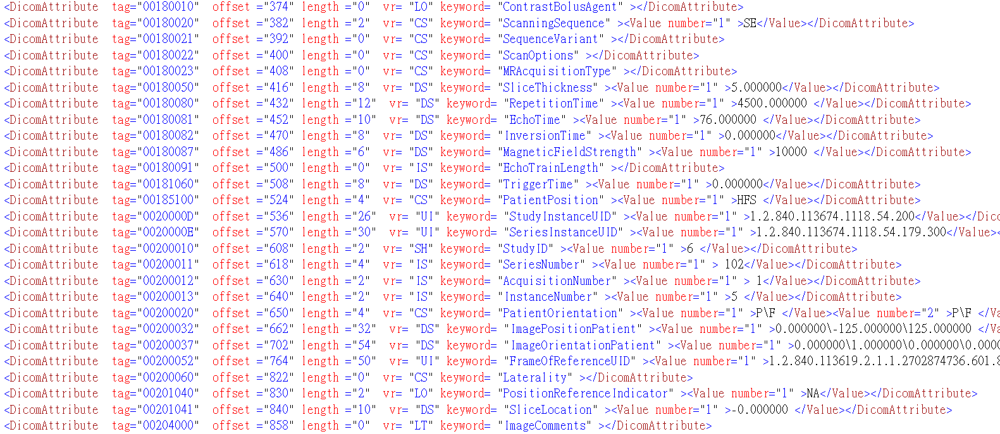 <DicomAttribute  tag="00180010"  offset ="374" length ="0"  vr= "LO" keyword= "ContrastBolusAgent" ></DicomAttribute>
<DicomAttribute  tag="00180020"  offset ="382" length ="2"  vr= "CS" keyword= "ScanningSequence" ><Value number="1" >SE</Value></DicomAttribute>
<DicomAttribute  tag="00180021"  offset ="392" length ="0"  vr= "CS" keyword= "SequenceVariant" ></DicomAttribute>
<DicomAttribute  tag="00180022"  offset ="400" length ="0"  vr= "CS" keyword= "ScanOptions" ></DicomAttribute>
<DicomAttribute  tag="00180023"  offset ="408" length ="0"  vr= "CS" keyword= "MRAcquisitionType" ></DicomAttribute>
<DicomAttribute  tag="00180050"  offset ="416" length ="8"  vr= "DS" keyword= "SliceThickness" ><Value number="1" >5.000000</Value></DicomAttribute>
<DicomAttribute  tag="00180080"  offset ="432" length ="12"  vr= "DS" keyword= "RepetitionTime" ><Value number="1" >4500.000000 </Value></DicomAttribute>
<DicomAttribute  tag="00180081"  offset ="452" length ="10"  vr= "DS" keyword= "EchoTime" ><Value number="1" >76.000000 </Value></DicomAttribute>
<DicomAttribute  tag="00180082"  offset ="470" length ="8"  vr= "DS" keyword= "InversionTime" ><Value number="1" >0.000000</Value></DicomAttribute>
<DicomAttribute  tag="00180087"  offset ="486" length ="6"  vr= "DS" keyword= "MagneticFieldStrength" ><Value number="1" >10000 </Value></DicomAttribute>
<DicomAttribute  tag="00180091"  offset ="500" length ="0"  vr= "IS" keyword= "EchoTrainLength" ></DicomAttribute>
<DicomAttribute  tag="00181060"  offset ="508" length ="8"  vr= "DS" keyword= "TriggerTime" ><Value number="1" >0.000000</Value></DicomAttribute>
<DicomAttribute  tag="00185100"  offset ="524" length ="4"  vr= "CS" keyword= "PatientPosition" ><Value number="1" >HFS </Value></DicomAttribute>
<DicomAttribute  tag="0020000D"  offset ="536" length ="26"  vr= "UI" keyword= "StudyInstanceUID" ><Value number="1" >1.2.840.113674.1118.54.200</Value></Dic
<DicomAttribute  tag="0020000E"  offset ="570" length ="30"  vr= "UI" keyword= "SeriesInstanceUID" ><Value number="1" >1.2.840.113674.1118.54.179.300</Value><
<DicomAttribute  tag="00200010"  offset ="608" length ="2"  vr= "SH" keyword= "StudyID" ><Value number="1" >6 </Value></DicomAttribute>
<DicomAttribute  tag="00200011"  offset ="618" length ="4"  vr= "IS" keyword= "SeriesNumber" ><Value number="1" > 102</Value></DicomAttribute>
<DicomAttribute  tag="00200012"  offset ="630" length ="2"  vr= "IS" keyword= "AcquisitionNumber" ><Value number="1" > 1</Value></DicomAttribute>
<DicomAttribute  tag="00200013"  offset ="640" length ="2"  vr= "IS" keyword= "InstanceNumber" ><Value number="1" >5 </Value></DicomAttribute>
<DicomAttribute  tag="00200020"  offset ="650" length ="4"  vr= "CS" keyword= "PatientOrientation" ><Value number="1" >P\F </Value><Value number="2" >P\F </Va
<DicomAttribute  tag="00200032"  offset ="662" length ="32"  vr= "DS" keyword= "ImagePositionPatient" ><Value number="1" >0.000000\-125.000000\125.000000 </Va
<DicomAttribute  tag="00200037"  offset ="702" length ="54"  vr= "DS" keyword= "ImageOrientationPatient" ><Value number="1" >0.000000\1.000000\0.000000\0.0000
<DicomAttribute  tag="00200052"  offset ="764" length ="50"  vr= "UI" keyword= "FrameOfReferenceUID" ><Value number="1" >1.2.840.113619.2.1.1.2702874736.601.8
<DicomAttribute  tag="00200060"  offset ="822" length ="0"  vr= "CS" keyword= "Laterality" ></DicomAttribute>
<DicomAttribute  tag="00201040"  offset ="830" length ="2"  vr= "LO" keyword= "PositionReferenceIndicator" ><Value number="1" >NA</Value></DicomAttribute>
<DicomAttribute  tag="00201041"  offset ="840" length ="10"  vr= "DS" keyword= "SliceLocation" ><Value number="1" >-0.000000 </Value></DicomAttribute>
<DicomAttribute  tag="00204000"  offset ="858" length ="0"  vr= "LT" keyword= "ImageComments" ></DicomAttribute>